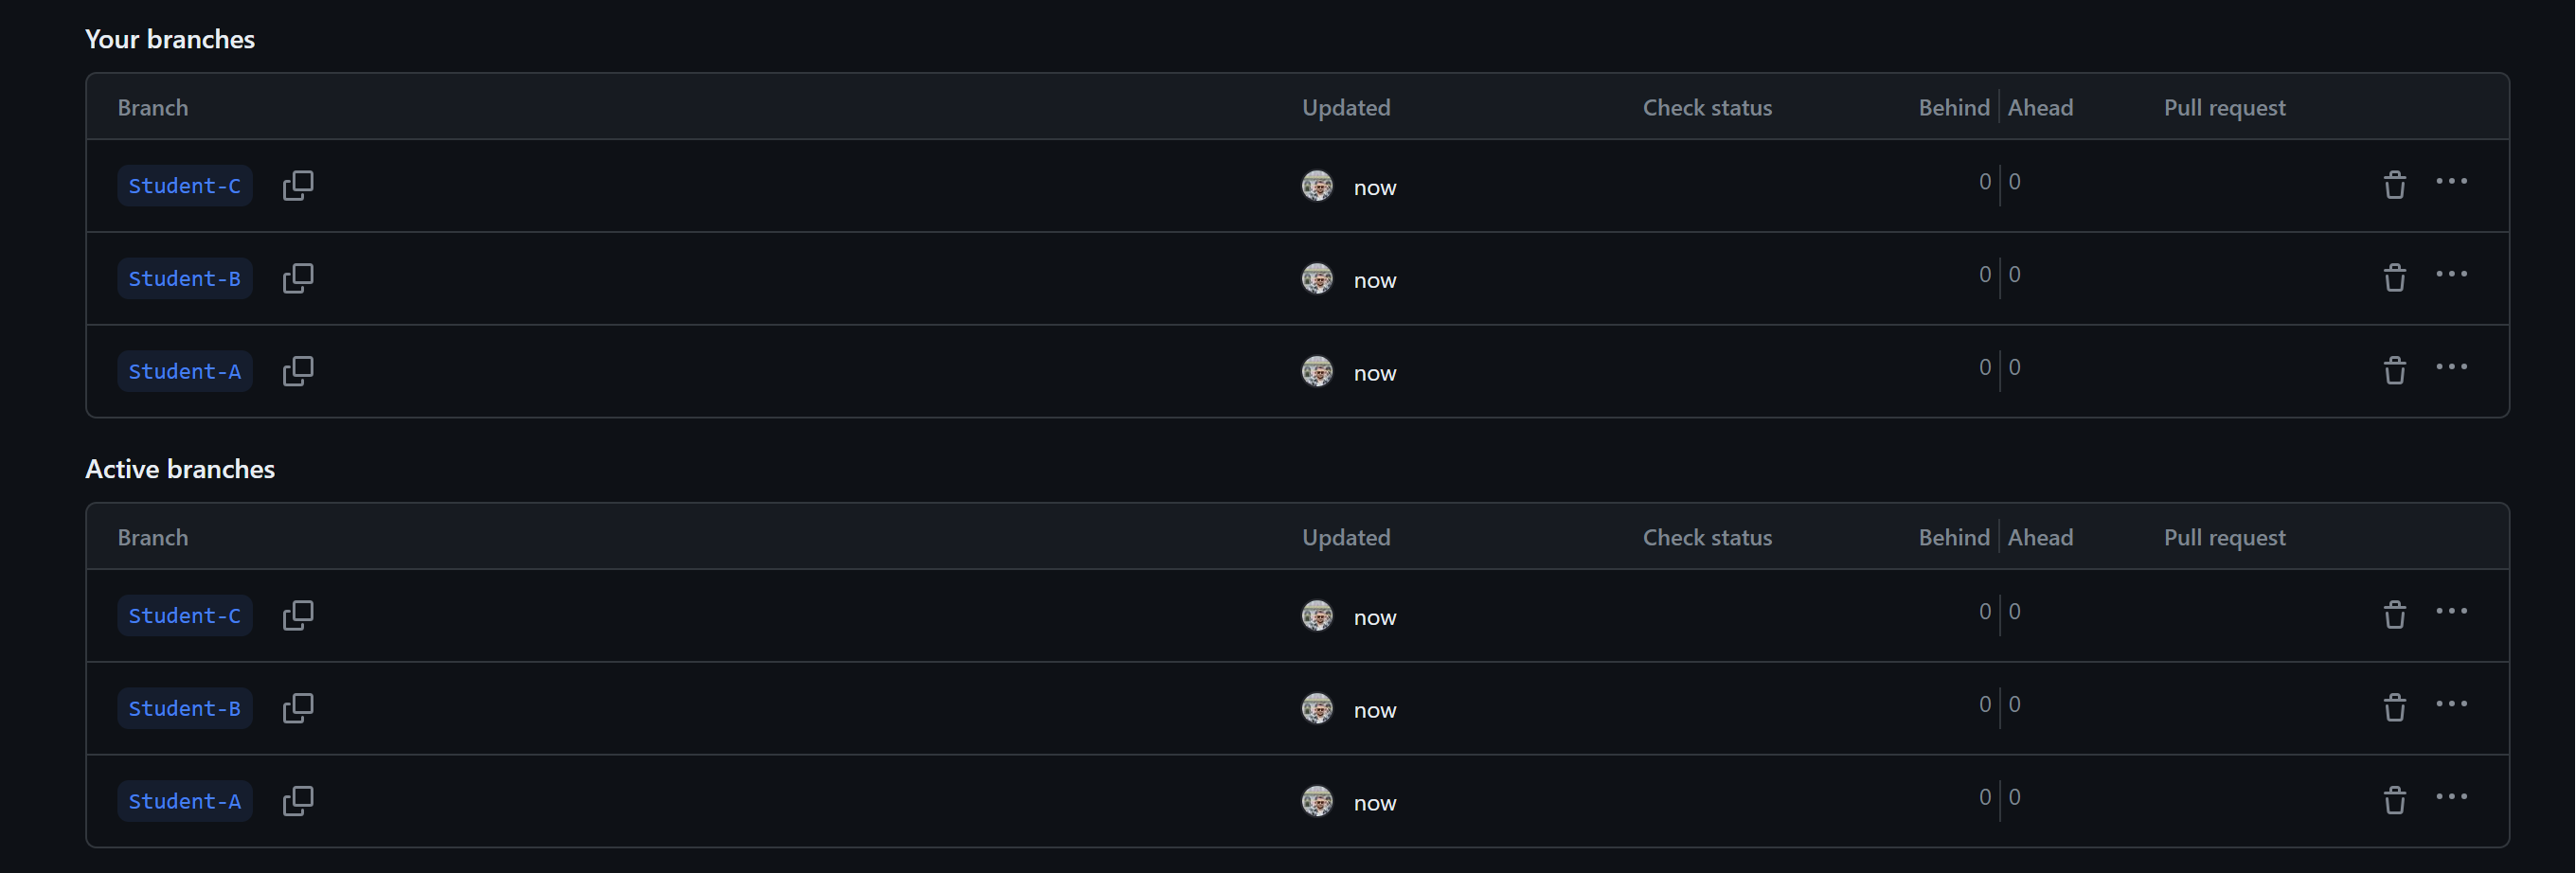 Your branches
Branch Updated Check status Behind Ahead Pull request
Student-C now 0 0
Student-B now 0 0
Student-A now 0 0
Active branches
Branch Updated Check status Behind Ahead Pull request
Student-C now 0 0
Student-B now 0 0
Student-A now 0 0